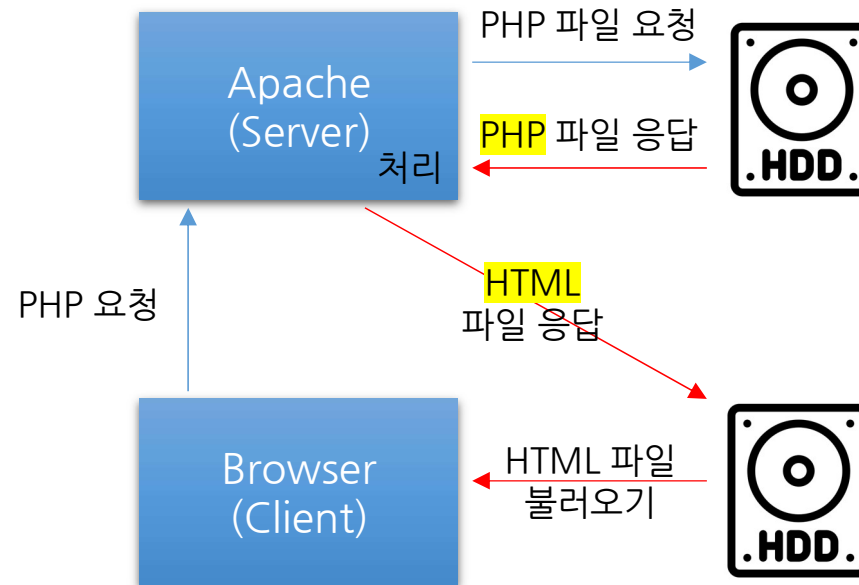 PHP 파일 요청
Apache
(Server)
처리
PHP 파일 응답
.HDD.
HTML
파일 응답
PHP 요청
Browser
(Client)
HTML 파일
불러오기
.HDD.